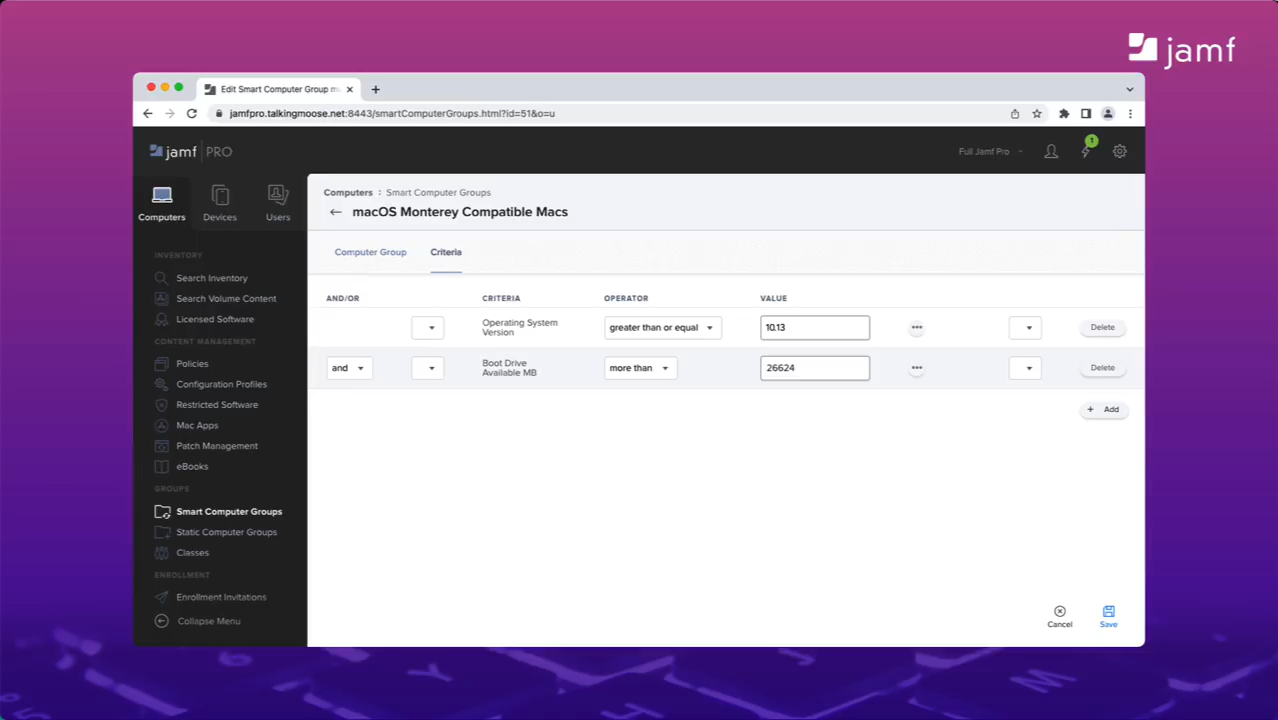 jamf
Edit Smart Computer Group m
jamfpro.talkingmoose.net:8443/smartComputerGroups.html?id=51&o=u
jamf PRO
Full Jamf Pro
1
Computers
Devices
Users
Computers : Smart Computer Groups
← macOS Monterey Compatible Macs
Computer Group
Criteria
INVENTORY
Search Inventory
Search Volume Content
Licensed Software
CONTENT MANAGEMENT
Policies
Configuration Profiles
Restricted Software
Mac Apps
Patch Management
eBooks
GROUPS
Smart Computer Groups
Static Computer Groups
Classes
ENROLLMENT
Enrollment Invitations
Collapse Menu
AND/OR CRITERIA OPERATOR VALUE
Operating System
Version
greater than or equal
10.13
Delete
and
Boot Drive
Available MB
more than
26624
Delete
+ Add
Cancel
Save